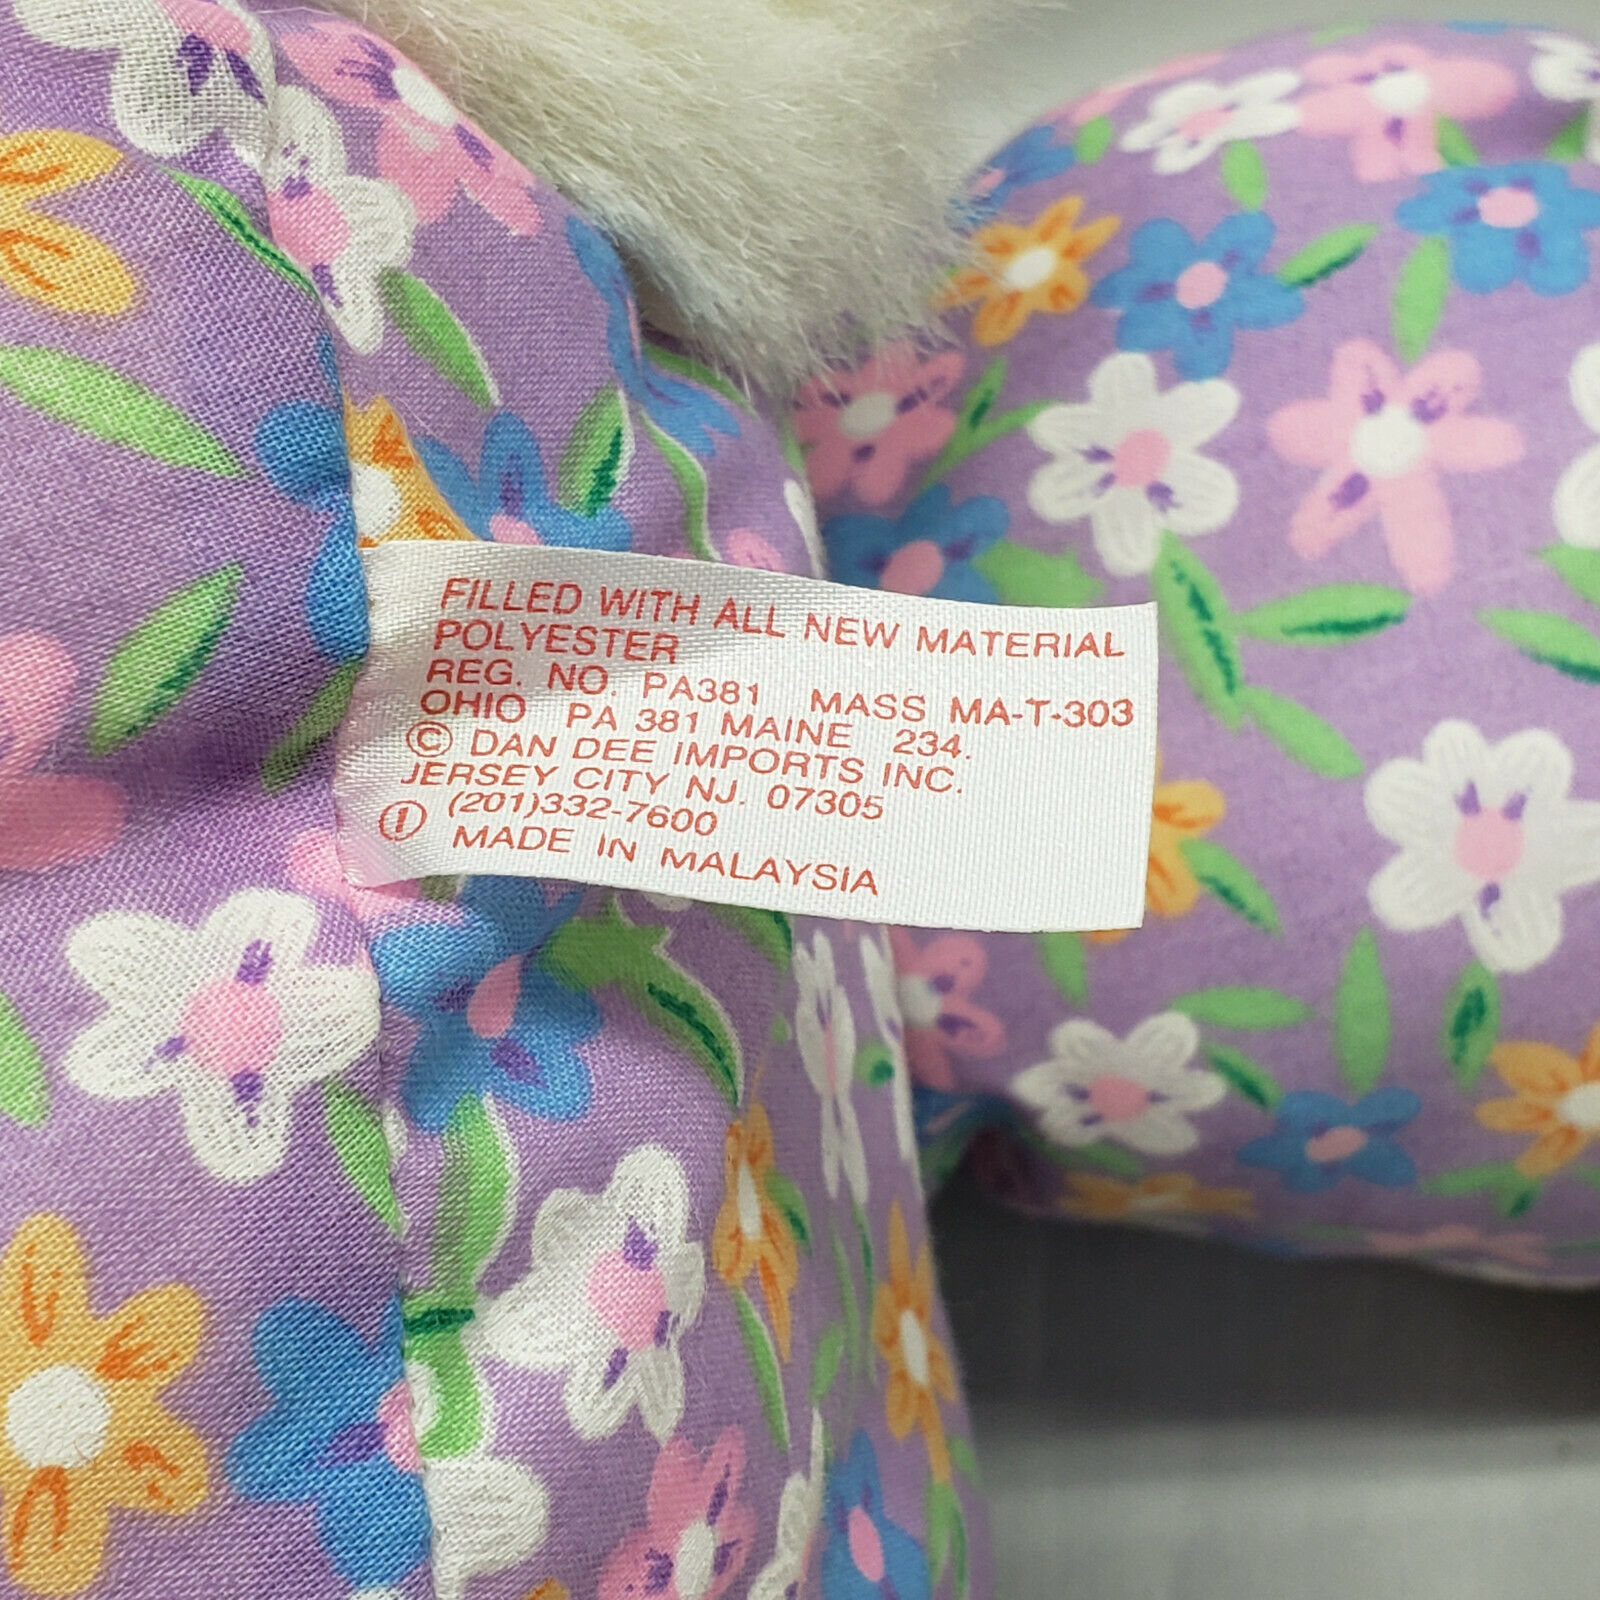 FILLED WITH ALL NEW MATERIAL
POLYESTER
REG. NO. PA381 MASS MA-T-303
OHIO PA 381 MAINE 234.
© DAN DEE IMPORTS INC.
JERSEY CITY NJ. 07305
(201)332-7600
Ⓘ MADE IN MALAYSIA